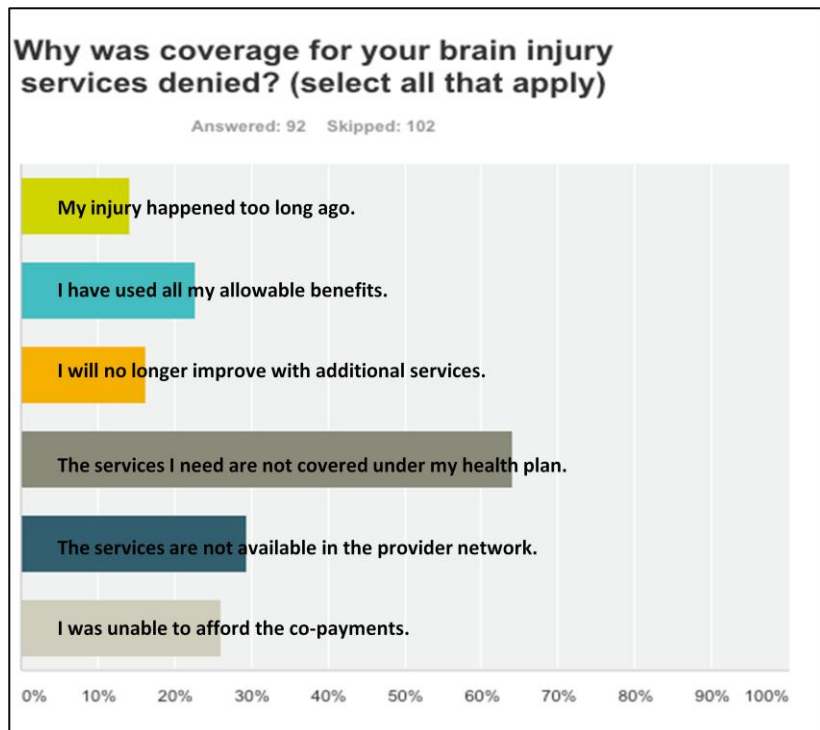 Why was coverage for your brain injury
services denied? (select all that apply)
Answered: 92 Skipped: 102
My injury happened too long ago.
I have used all my allowable benefits.
I will no longer improve with additional services.
The services I need are not covered under my health plan.
The services are not available in the provider network.
I was unable to afford the co-payments.
0% 10% 20% 30% 40% 50% 60% 70% 80% 90% 100%